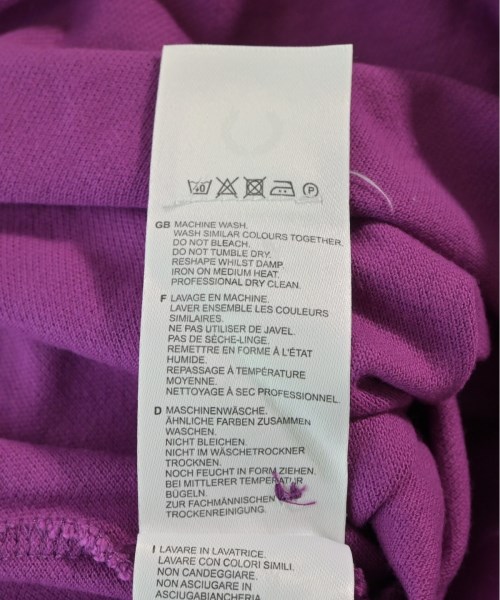 40 P
GB MACHINE WASH.
WASH SIMILAR COLOURS TOGETHER.
DO NOT BLEACH.
DO NOT TUMBLE DRY.
RESHAPE WHILST DAMP.
IRON ON MEDIUM HEAT.
PROFESSIONAL DRY CLEAN.
F LAVAGE EN MACHINE.
LAVER ENSEMBLE LES COULEURS
SIMILAIRES.
NE PAS UTILISER DE JAVEL.
PAS DE SÈCHE-LINGE.
REMETTRE EN FORME À L'ÉTAT
HUMIDE.
REPASSAGE À TEMPÉRATURE
MOYENNE.
NETTOYAGE À SEC PROFESSIONNEL.
D MASCHINENWÄSCHE.
ÄHNLICHE FARBEN ZUSAMMEN
WASCHEN.
NICHT BLEICHEN.
NICHT IM WÄSCHETROCKNER
TROCKNEN.
NOCH FEUCHT IN FORM ZIEHEN.
BEI MITTLERER TEMPERATUR
BÜGELN.
ZUR FACHMÄNNISCHEN
TROCKENREINIGUNG.
I LAVARE IN LAVATRICE.
LAVARE CON COLORI SIMILI.
NON CANDEGGIARE.
NON ASCIUGARE IN
ASCIUGABIANCHERIA.